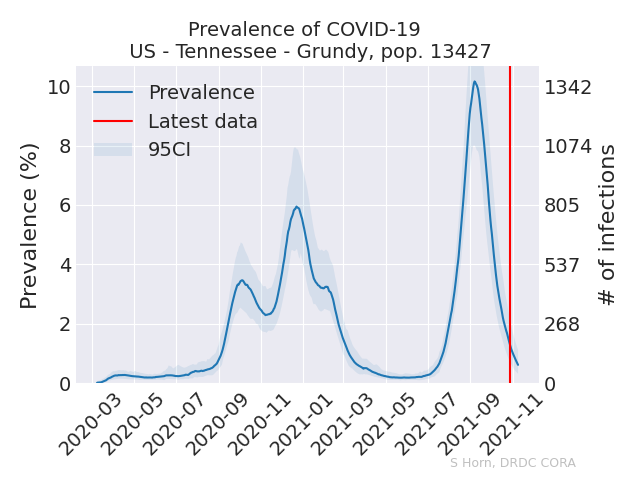 Prevalence of COVID-19
US - Tennessee - Grundy, pop. 13427
Prevalence
Latest data
95CI
Prevalence (%)
10
8
6
4
2
0
1342
1074
805
537
268
0
# of infections
2020-03
2020-05
2020-07
2020-09
2020-11
2021-01
2021-03
2021-05
2021-07
2021-09
2021-11
S Horn, DRDC CORA